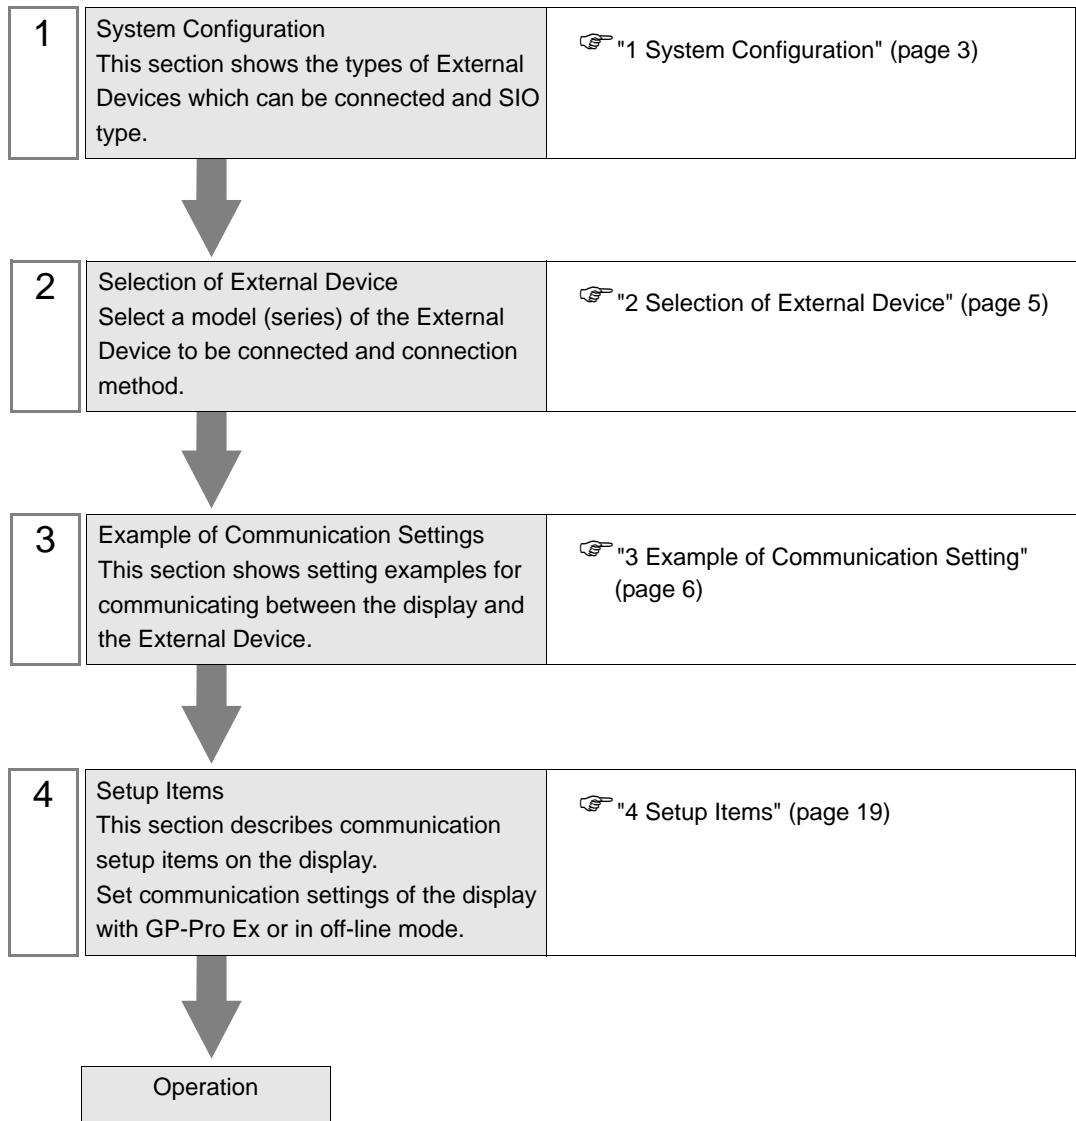 1
System Configuration
This section shows the types of External
Devices which can be connected and SIO
type.
☞ "1 System Configuration" (page 3)
2
Selection of External Device
Select a model (series) of the External
Device to be connected and connection
method.
☞ "2 Selection of External Device" (page 5)
3
Example of Communication Settings
This section shows setting examples for
communicating between the display and
the External Device.
☞ "3 Example of Communication Setting"
(page 6)
4
Setup Items
This section describes communication
setup items on the display.
Set communication settings of the display
with GP-Pro Ex or in off-line mode.
☞ "4 Setup Items" (page 19)
Operation